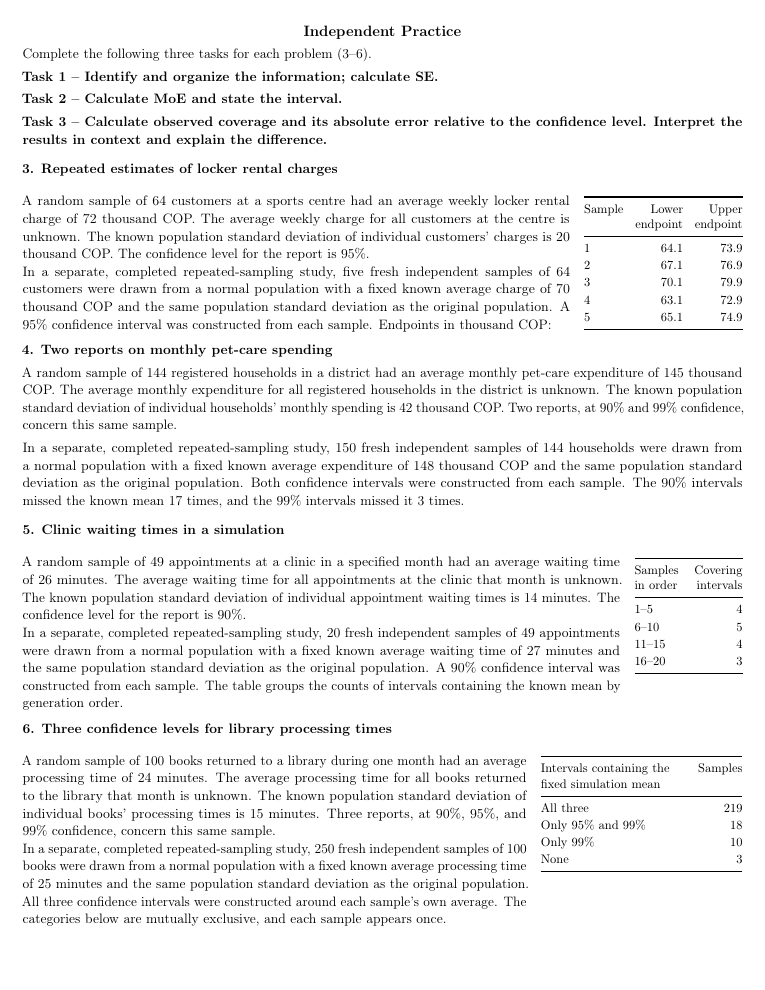 Independent Practice
Complete the following three tasks for each problem (3–6).
Task 1 – Identify and organize the information; calculate SE.
Task 2 – Calculate MoE and state the interval.
Task 3 – Calculate observed coverage and its absolute error relative to the confidence level. Interpret the
results in context and explain the difference.
3. Repeated estimates of locker rental charges
A random sample of 64 customers at a sports centre had an average weekly locker rental
charge of 72 thousand COP. The average weekly charge for all customers at the centre is
unknown. The known population standard deviation of individual customers' charges is 20
thousand COP. The confidence level for the report is 95%.
In a separate, completed repeated-sampling study, five fresh independent samples of 64
customers were drawn from a normal population with a fixed known average charge of 70
thousand COP and the same population standard deviation as the original population. A
95% confidence interval was constructed from each sample. Endpoints in thousand COP:
Sample Lower Upper
endpoint endpoint
1 64.1 73.9
2 67.1 76.9
3 70.1 79.9
4 63.1 72.9
5 65.1 74.9
4. Two reports on monthly pet-care spending
A random sample of 144 registered households in a district had an average monthly pet-care expenditure of 145 thousand
COP. The average monthly expenditure for all registered households in the district is unknown. The known population
standard deviation of individual households' monthly spending is 42 thousand COP. Two reports, at 90% and 99% confidence,
concern this same sample.
In a separate, completed repeated-sampling study, 150 fresh independent samples of 144 households were drawn from
a normal population with a fixed known average expenditure of 148 thousand COP and the same population standard
deviation as the original population. Both confidence intervals were constructed from each sample. The 90% intervals
missed the known mean 17 times, and the 99% intervals missed it 3 times.
5. Clinic waiting times in a simulation
A random sample of 49 appointments at a clinic in a specified month had an average waiting time
of 26 minutes. The average waiting time for all appointments at the clinic that month is unknown.
The known population standard deviation of individual appointment waiting times is 14 minutes. The
confidence level for the report is 90%.
In a separate, completed repeated-sampling study, 20 fresh independent samples of 49 appointments
were drawn from a normal population with a fixed known average waiting time of 27 minutes and
the same population standard deviation as the original population. A 90% confidence interval was
constructed from each sample. The table groups the counts of intervals containing the known mean by
generation order.
Samples Covering
in order intervals
1–5 4
6–10 5
11–15 4
16–20 3
6. Three confidence levels for library processing times
A random sample of 100 books returned to a library during one month had an average
processing time of 24 minutes. The average processing time for all books returned
to the library that month is unknown. The known population standard deviation of
individual books' processing times is 15 minutes. Three reports, at 90%, 95%, and
99% confidence, concern this same sample.
In a separate, completed repeated-sampling study, 250 fresh independent samples of 100
books were drawn from a normal population with a fixed known average processing time
of 25 minutes and the same population standard deviation as the original population.
All three confidence intervals were constructed around each sample's own average. The
categories below are mutually exclusive, and each sample appears once.
Intervals containing the Samples
fixed simulation mean
All three 219
Only 95% and 99% 18
Only 99% 10
None 3